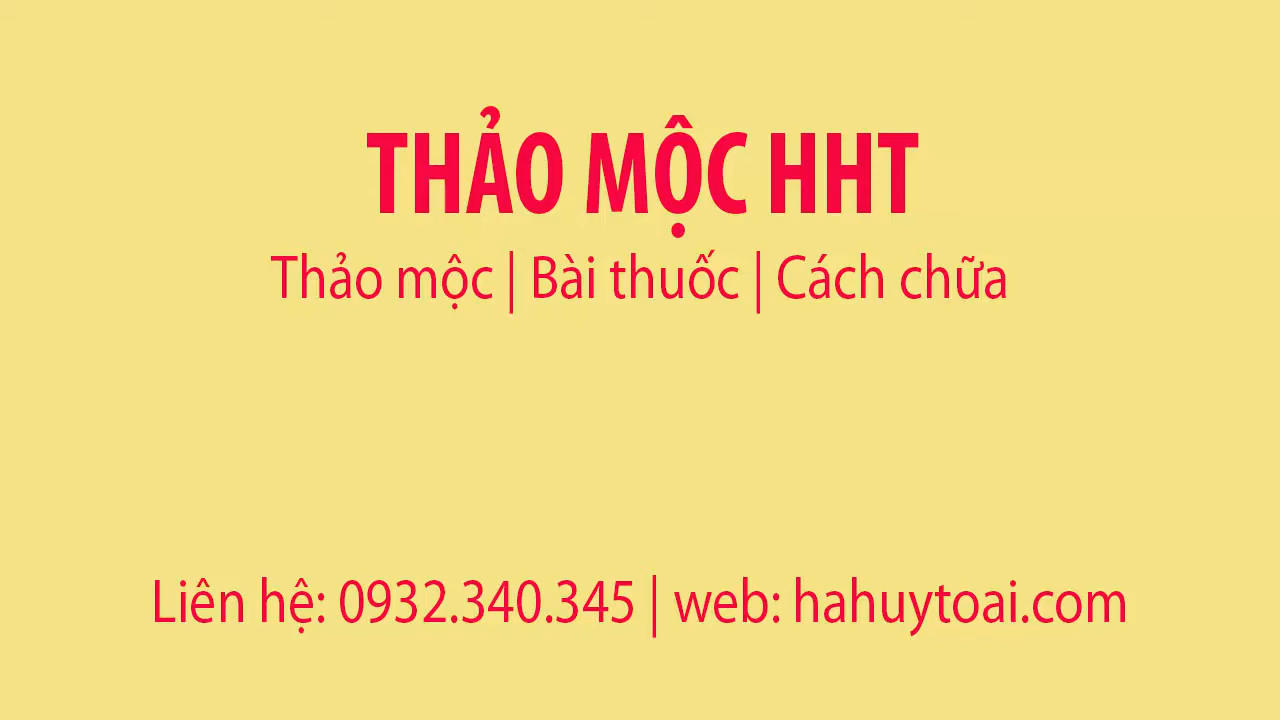 THẢO MỘC HHT
Thảo mộc | Bài thuốc | Cách chữa
Liên hệ: 0932.340.345 | web: hahuytoai.com